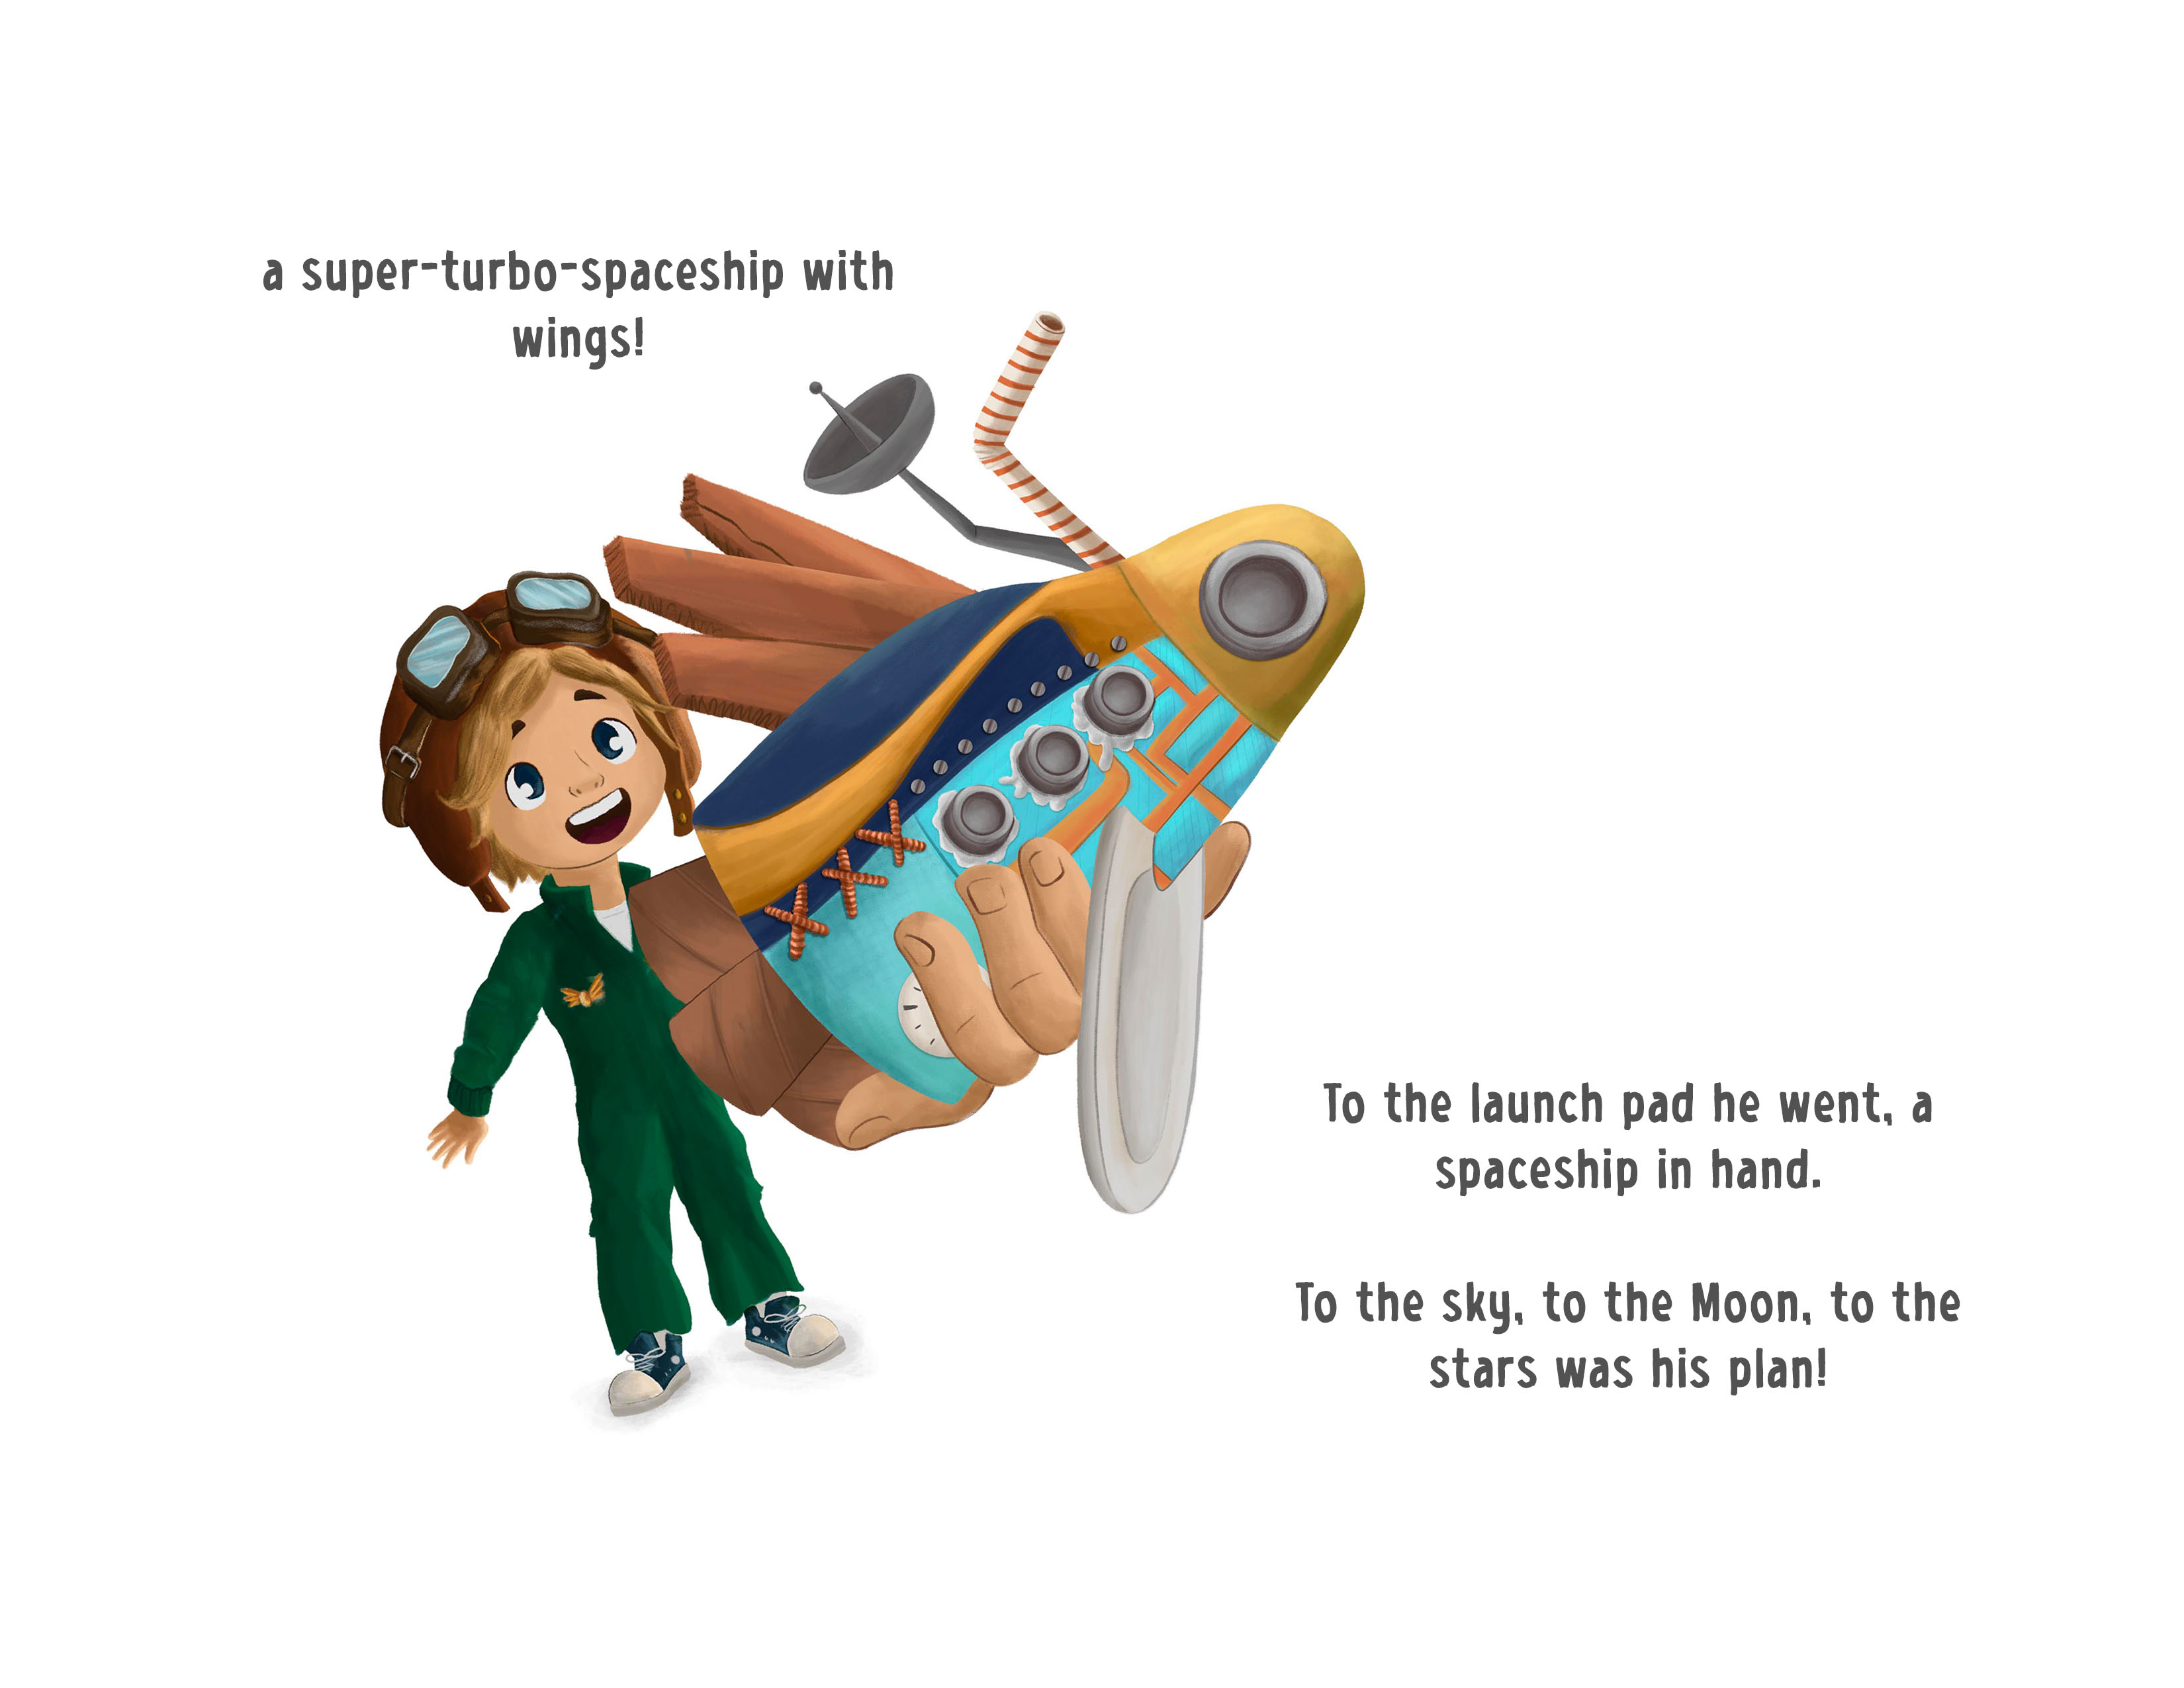 a super-turbo-spaceship with
wings!
To the launch pad he went, a
spaceship in hand.
To the sky, to the Moon, to the
stars was his plan!